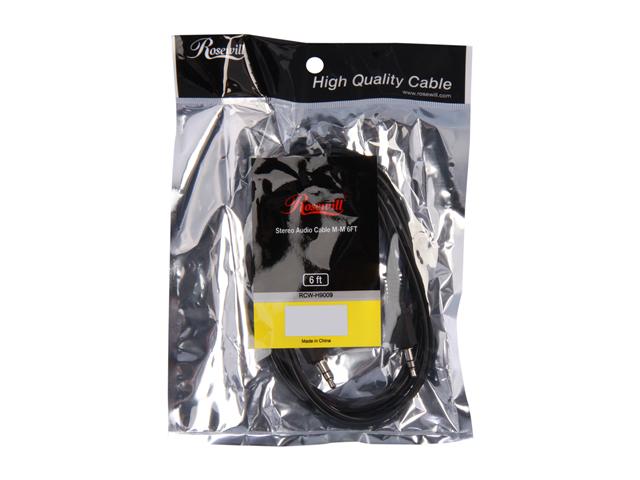 Rosewill
High Quality Cable
www.rosewill.com
Rosewill
Stereo Audio Cable M-M 6FT
6 ft
RCW-H9009
Made in China